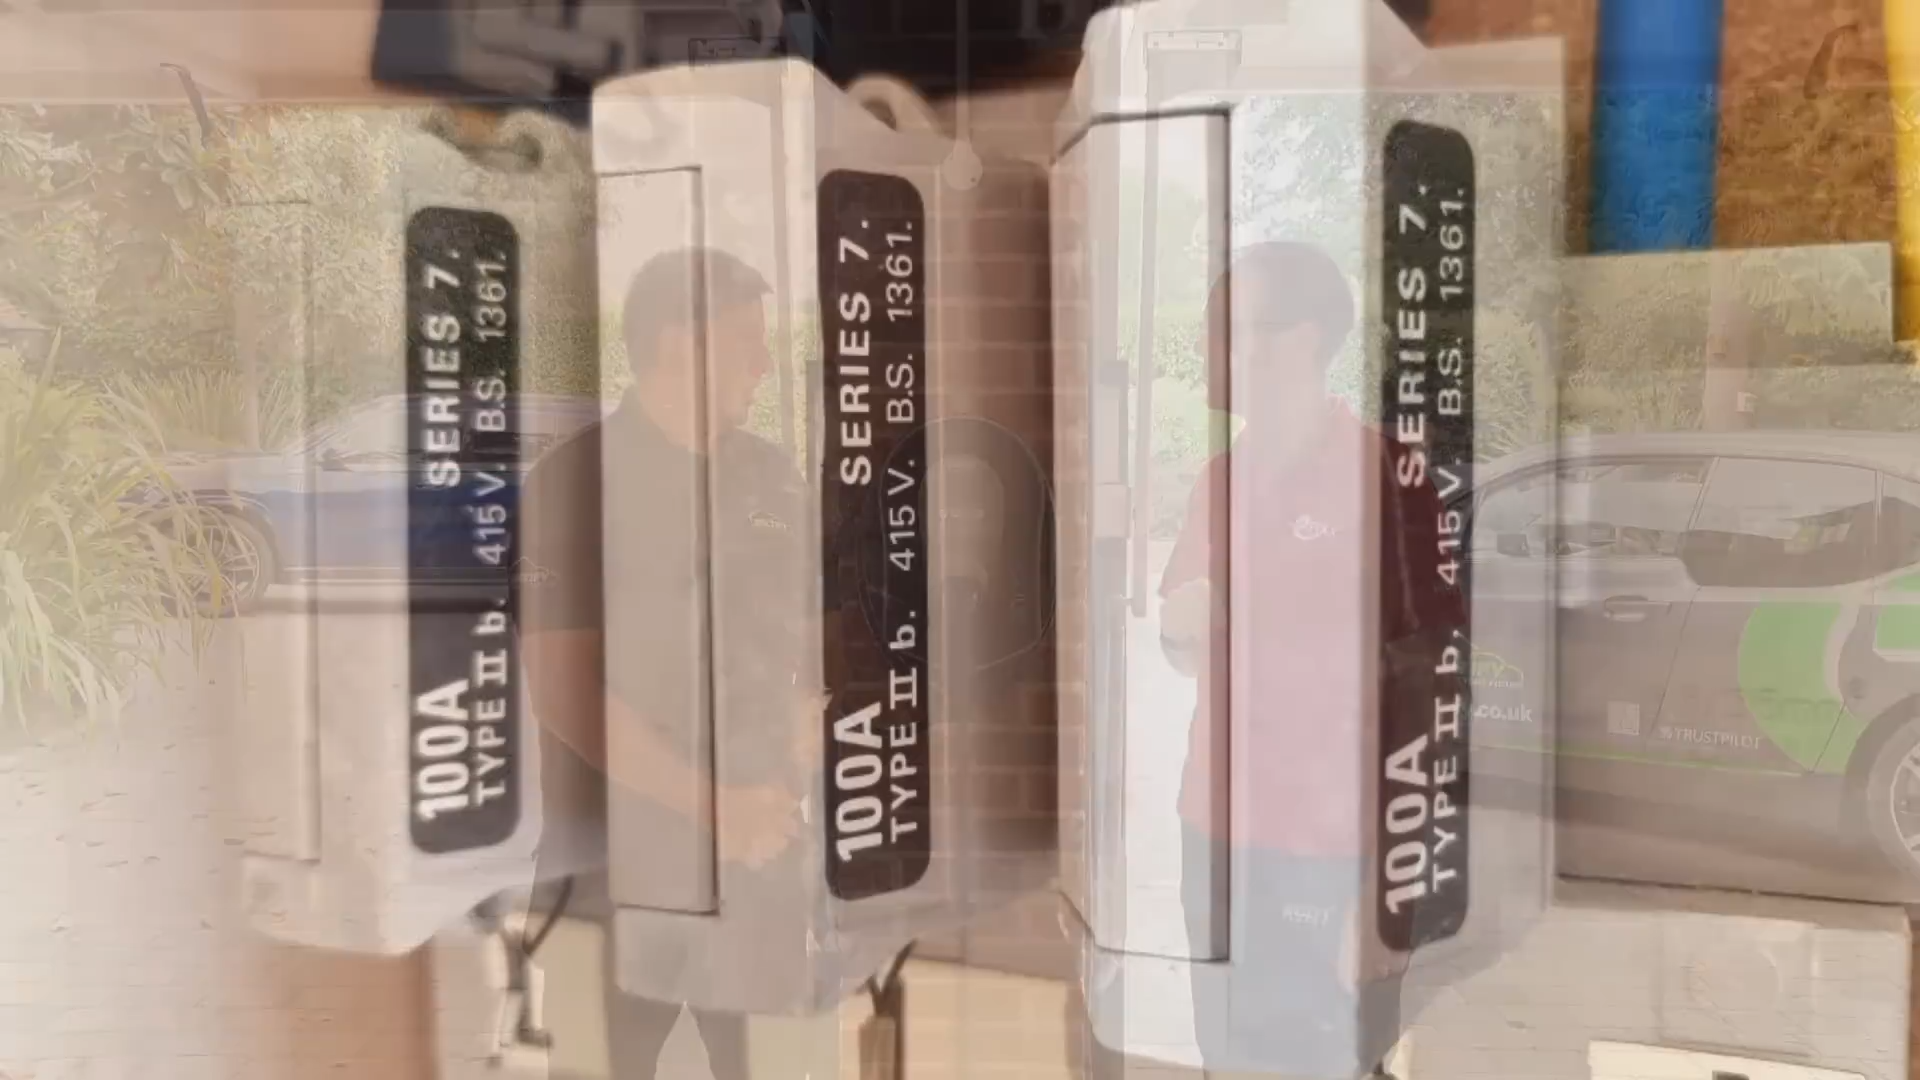 SERIES 7.
100A
TYPE II b. 415 V. B.S. 1361.
SERIES 7.
100A
TYPE II b. 415 V. B.S. 1361.
SERIES 7.
100A
TYPE II b. 415 V. B.S. 1361.
.co.uk
TRUSTPILOT